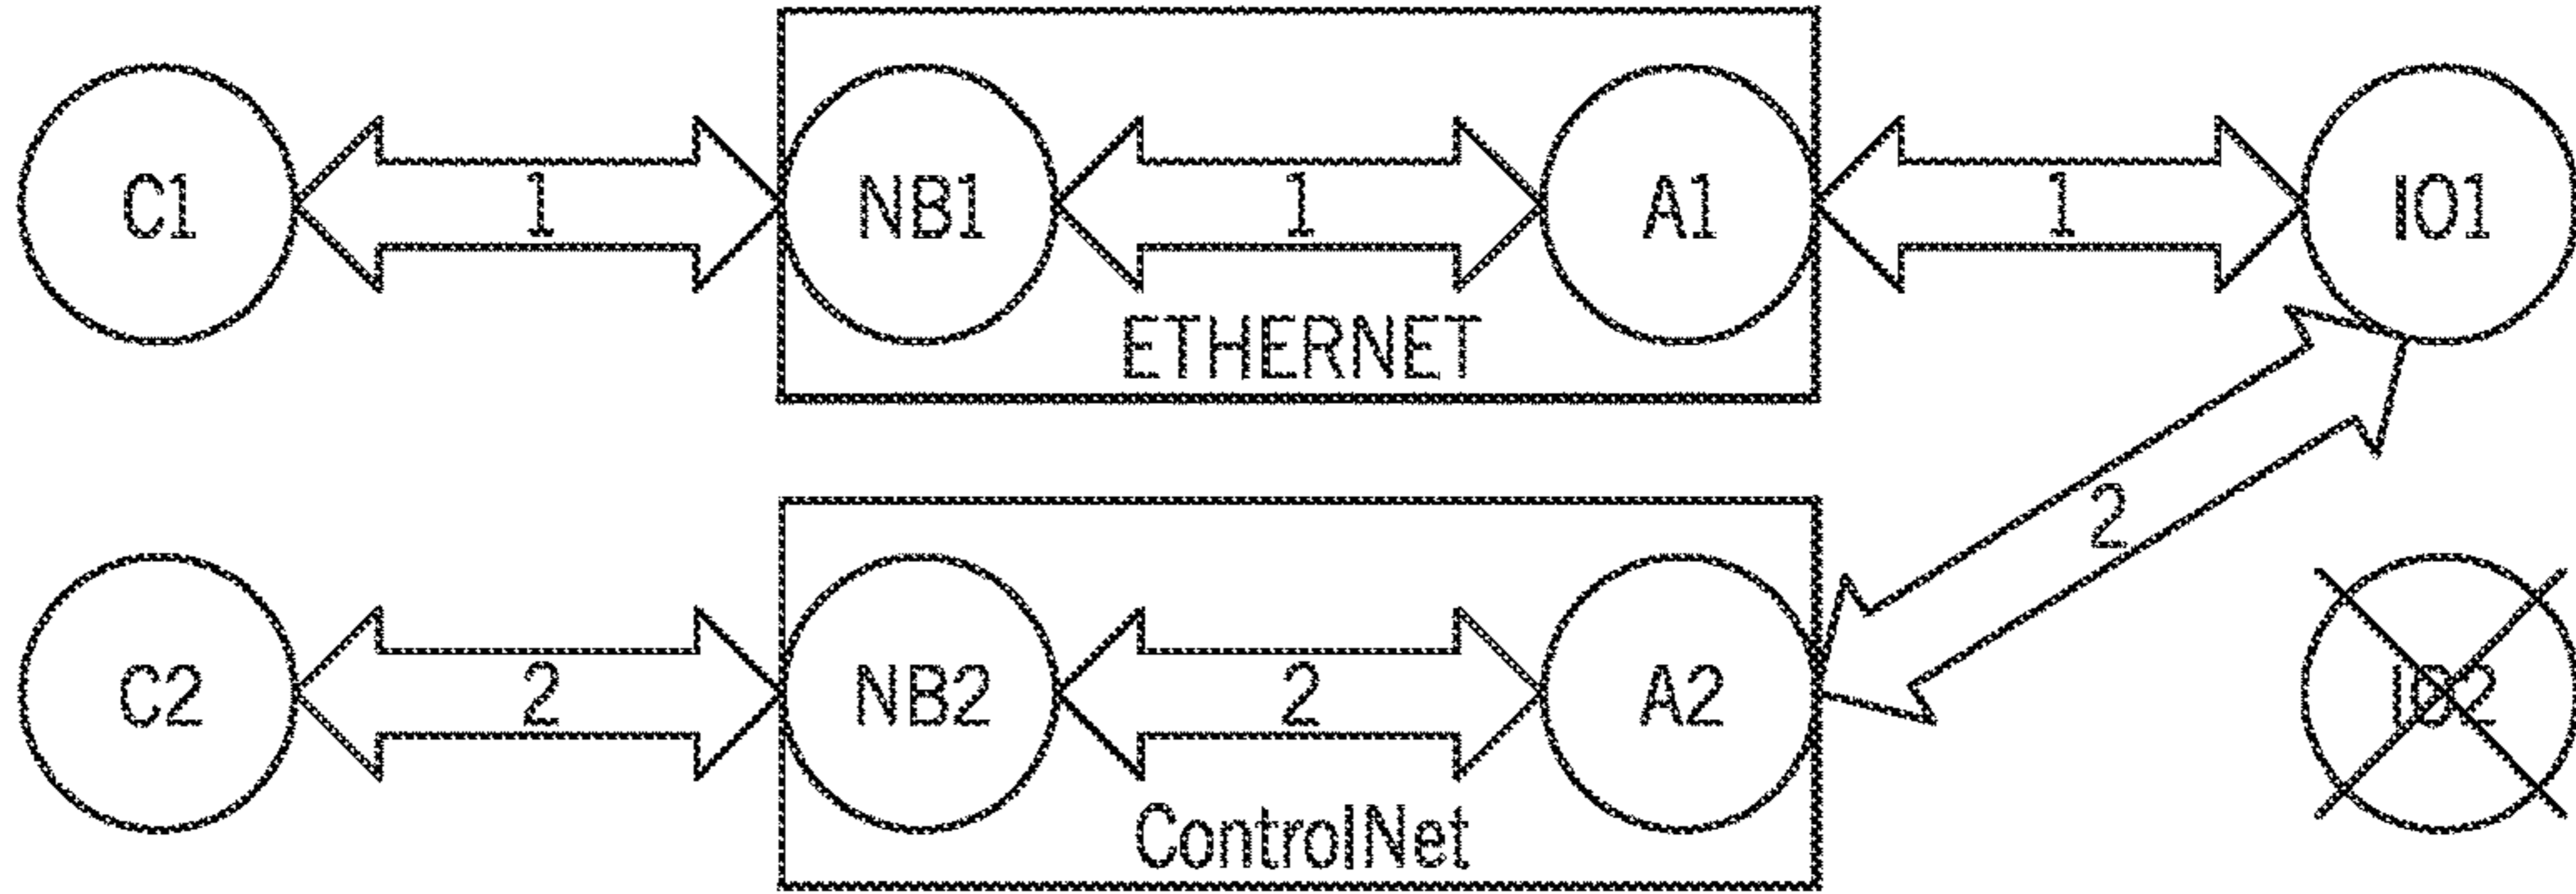 C1 1 NB1 1 A1 1 IO1
ETHERNET
2
C2 2 NB2 2 A2 IO2
ControlNet